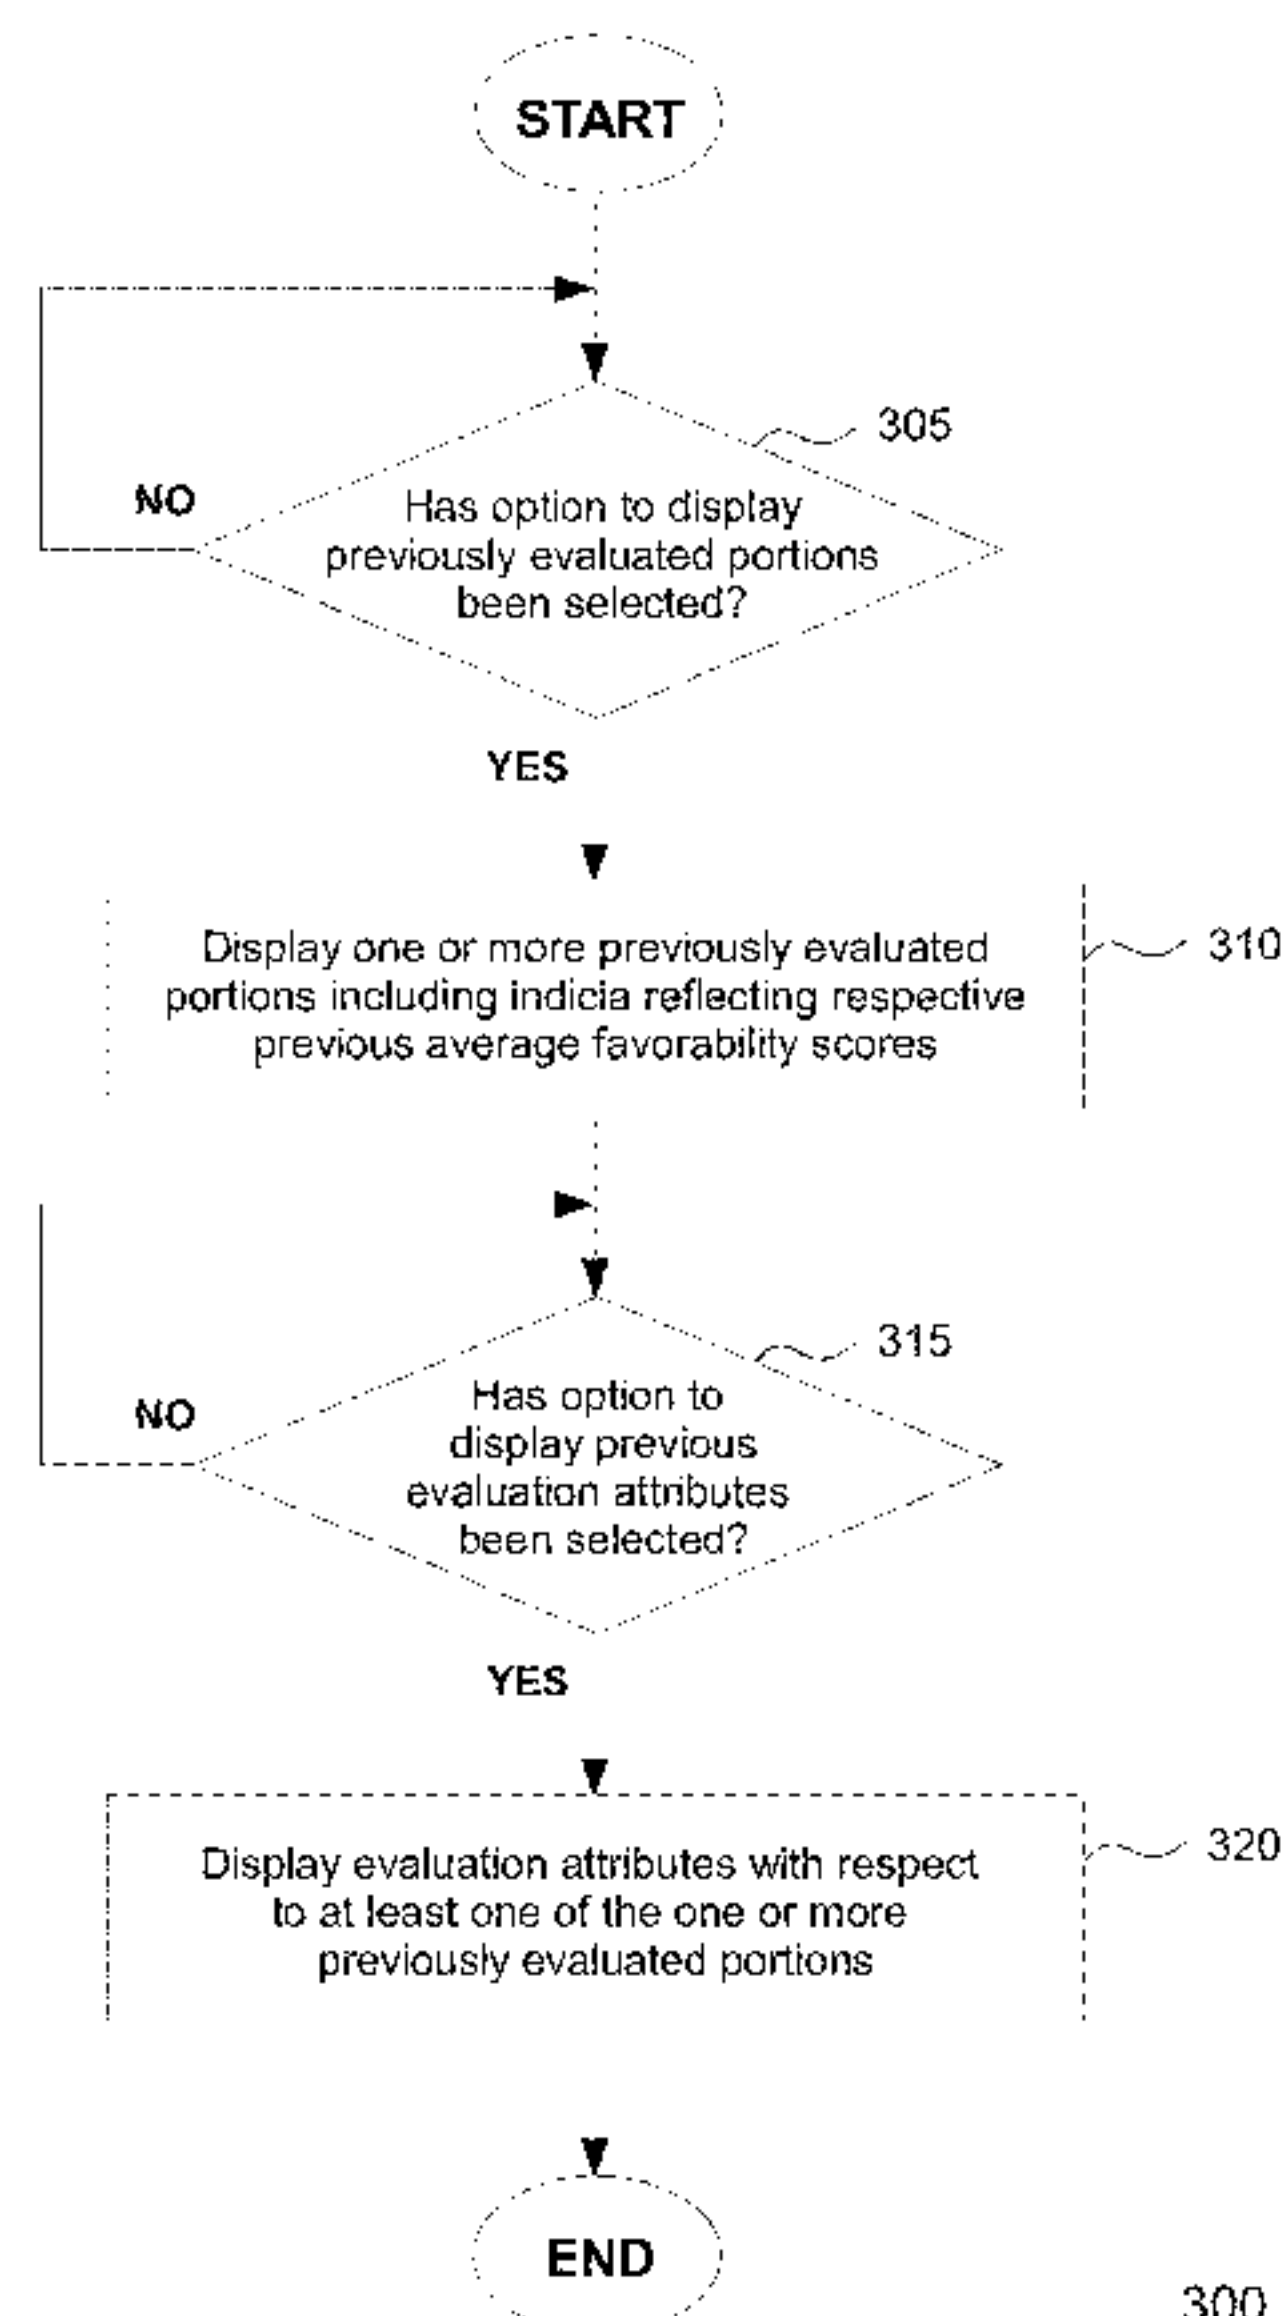 START
305
NO
Has option to display
previously evaluated portions
been selected?
YES
310
Display one or more previously evaluated
portions including indicia reflecting respective
previous average favorability scores
315
NO
Has option to
display previous
evaluation attributes
been selected?
YES
320
Display evaluation attributes with respect
to at least one of the one or more
previously evaluated portions
END
300